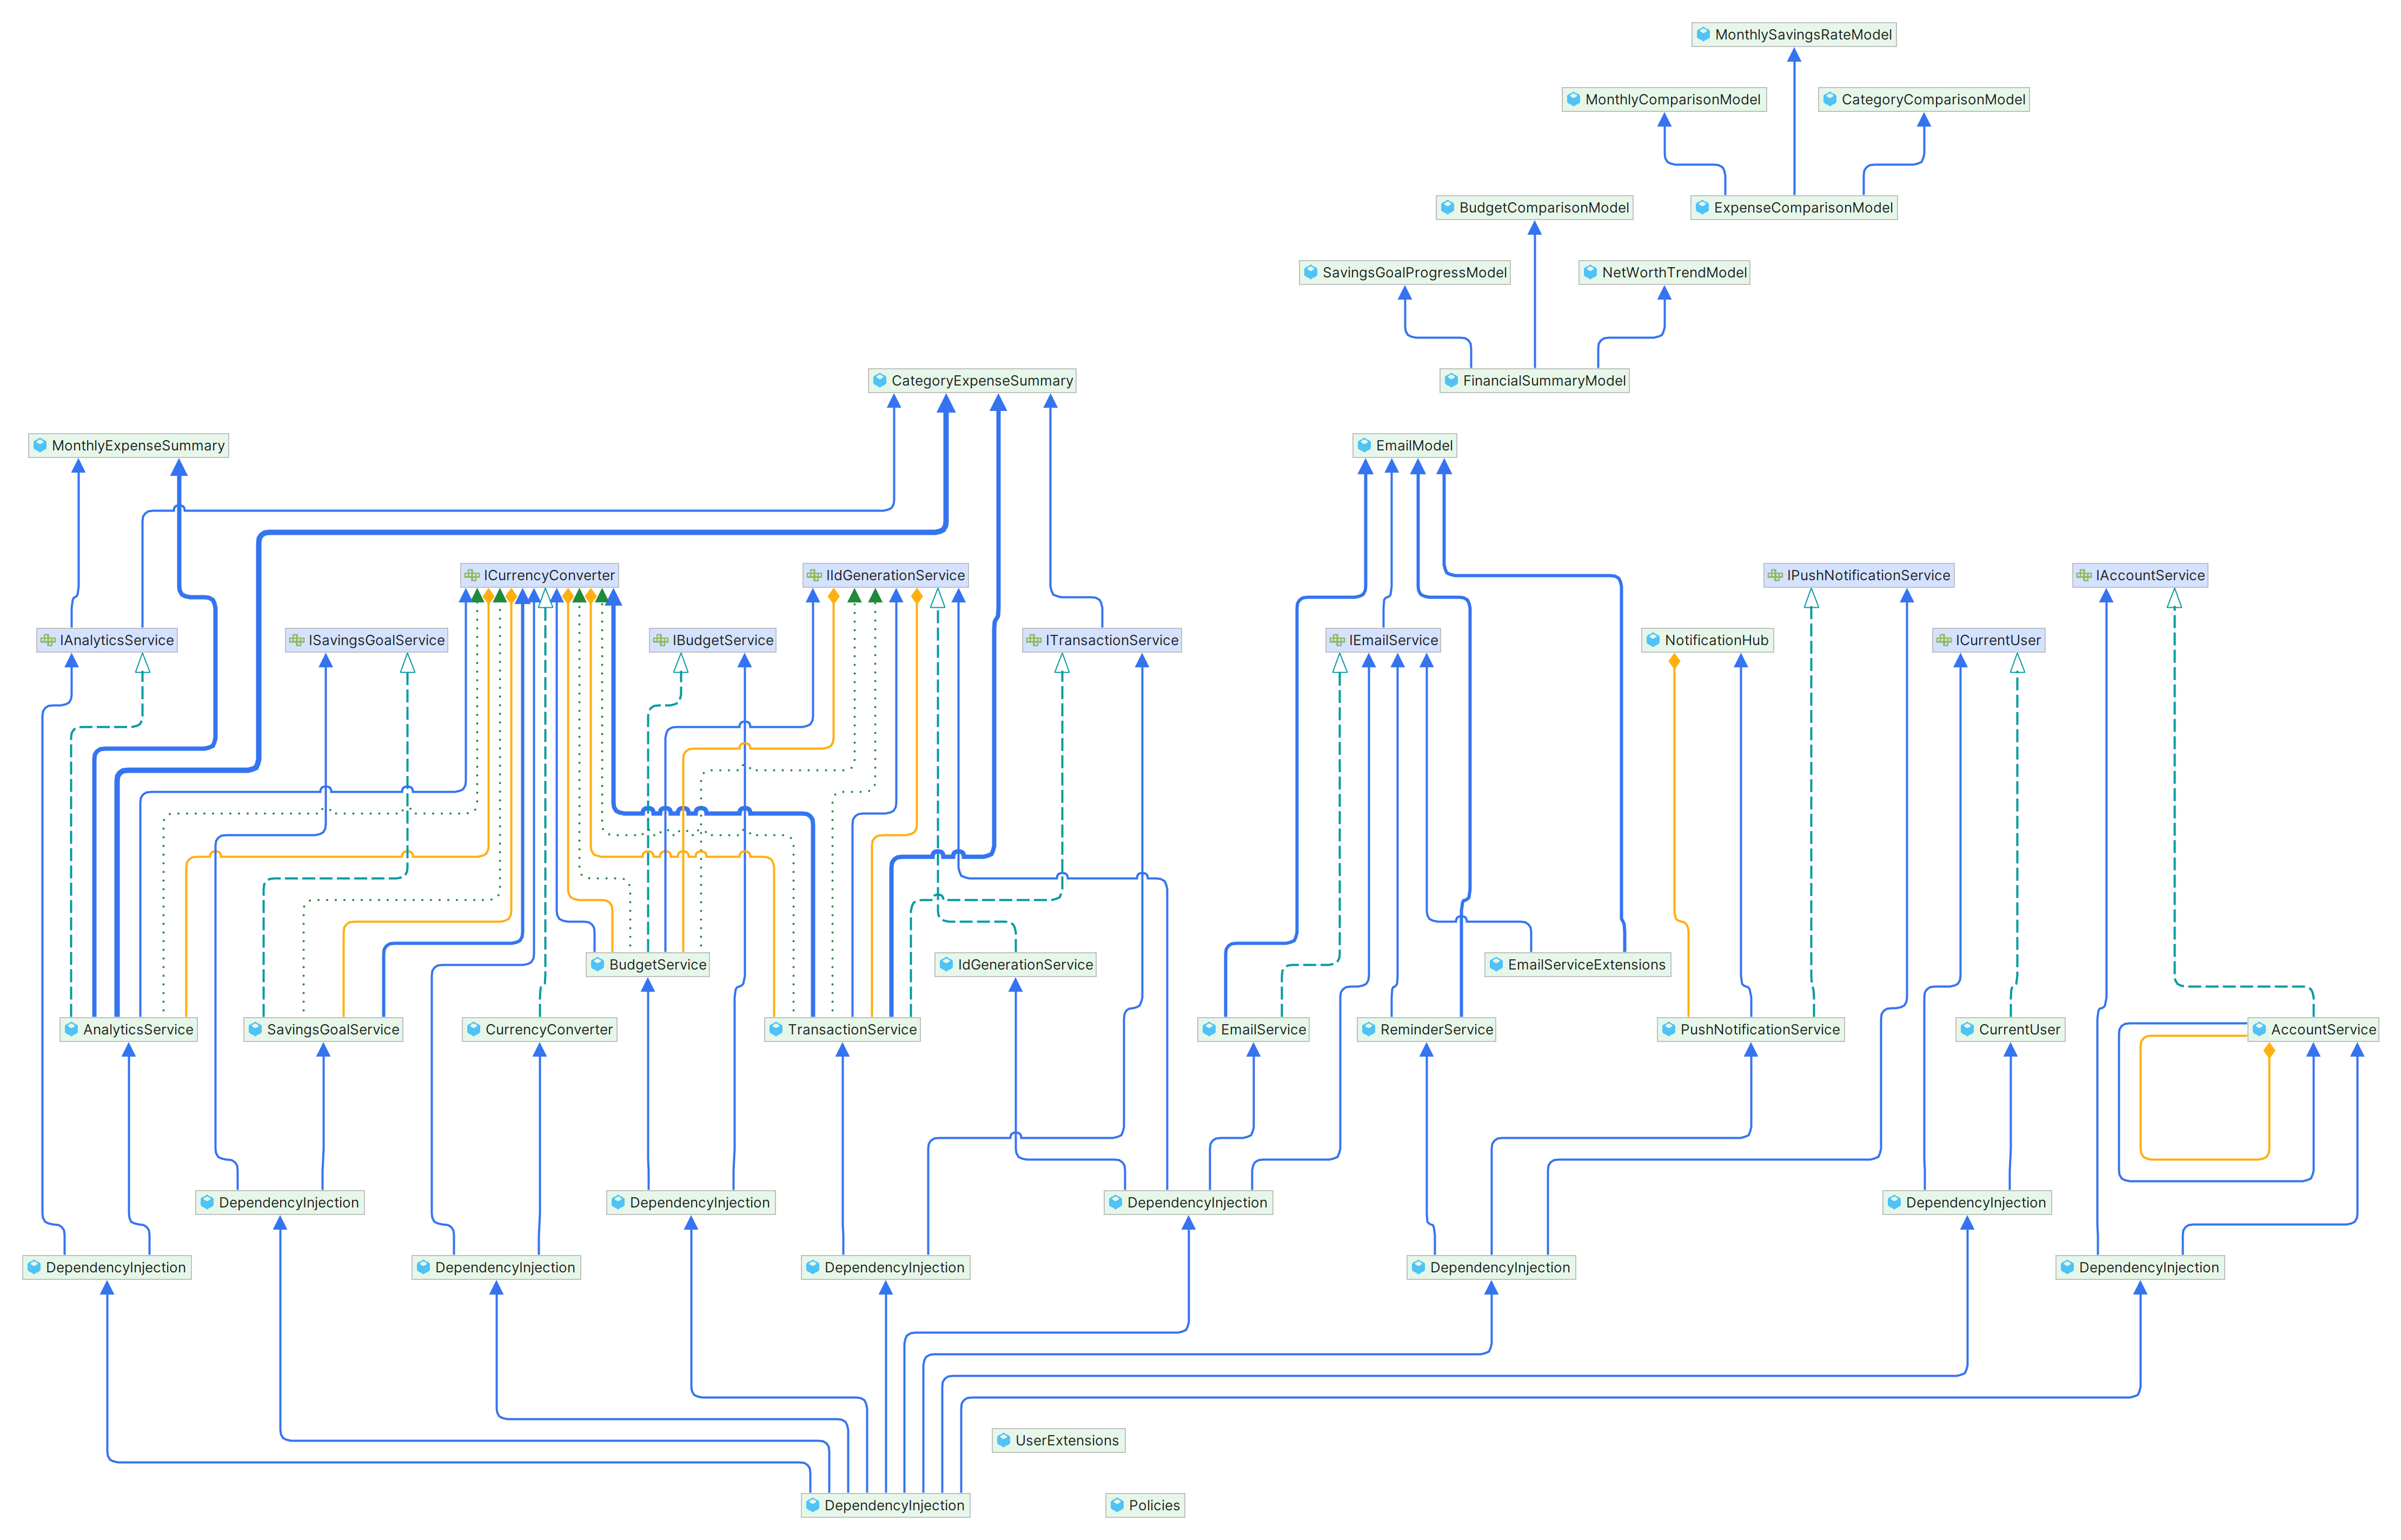 MonthlySavingsRateModel
MonthlyComparisonModel
CategoryComparisonModel
BudgetComparisonModel
ExpenseComparisonModel
SavingsGoalProgressModel
NetWorthTrendModel
CategoryExpenseSummary
FinancialSummaryModel
MonthlyExpenseSummary
EmailModel
ICurrencyConverter
IIdGenerationService
IPushNotificationService
IAccountService
IAnalyticsService
ISavingsGoalService
IBudgetService
ITransactionService
IEmailService
NotificationHub
ICurrentUser
BudgetService
IdGenerationService
EmailServiceExtensions
AnalyticsService
SavingsGoalService
CurrencyConverter
TransactionService
EmailService
ReminderService
PushNotificationService
CurrentUser
AccountService
DependencyInjection
DependencyInjection
DependencyInjection
DependencyInjection
DependencyInjection
DependencyInjection
DependencyInjection
DependencyInjection
DependencyInjection
UserExtensions
DependencyInjection
Policies